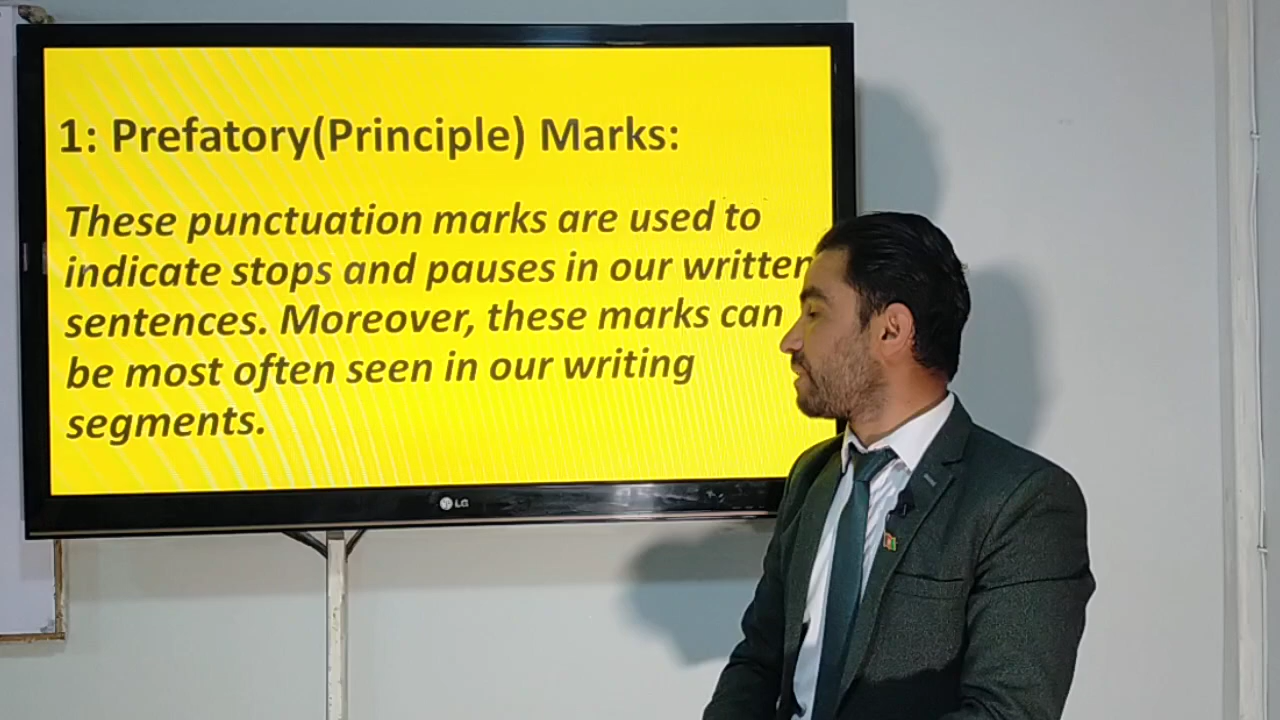 1: Prefatory(Principle) Marks:
These punctuation marks are used to
indicate stops and pauses in our written
sentences. Moreover, these marks can
be most often seen in our writing
segments.
LG